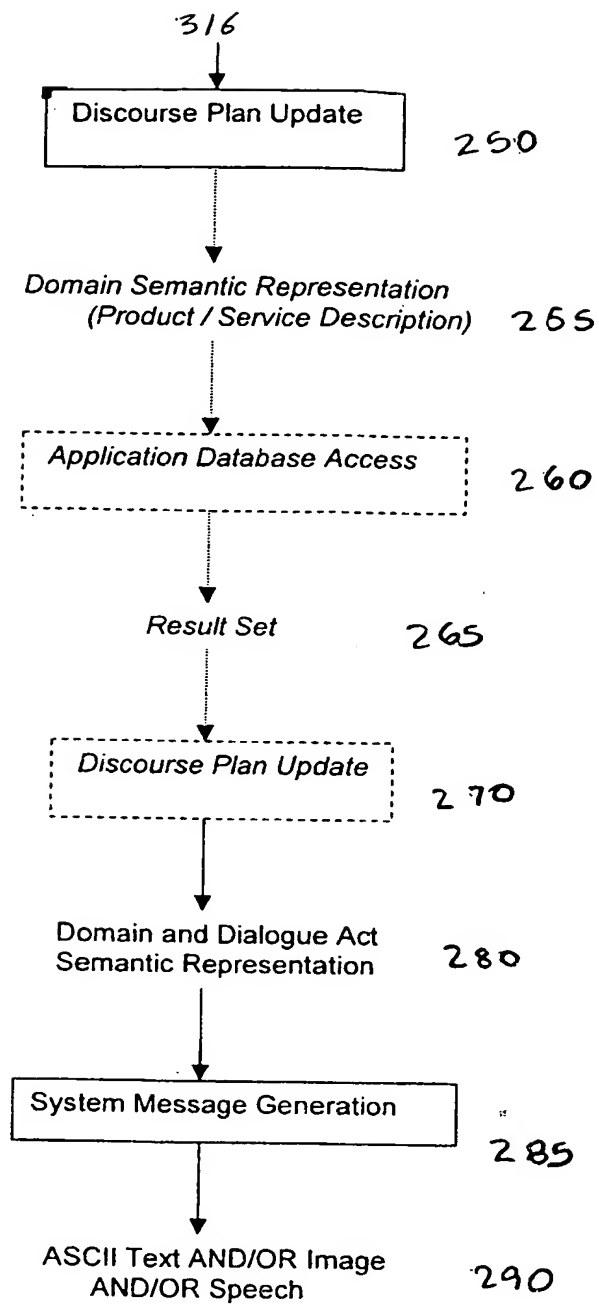 316
Discourse Plan Update
250
Domain Semantic Representation
(Product / Service Description) 265
Application Database Access
260
Result Set 265
Discourse Plan Update
270
Domain and Dialogue Act
Semantic Representation 280
System Message Generation
285
ASCII Text AND/OR Image
AND/OR Speech 290